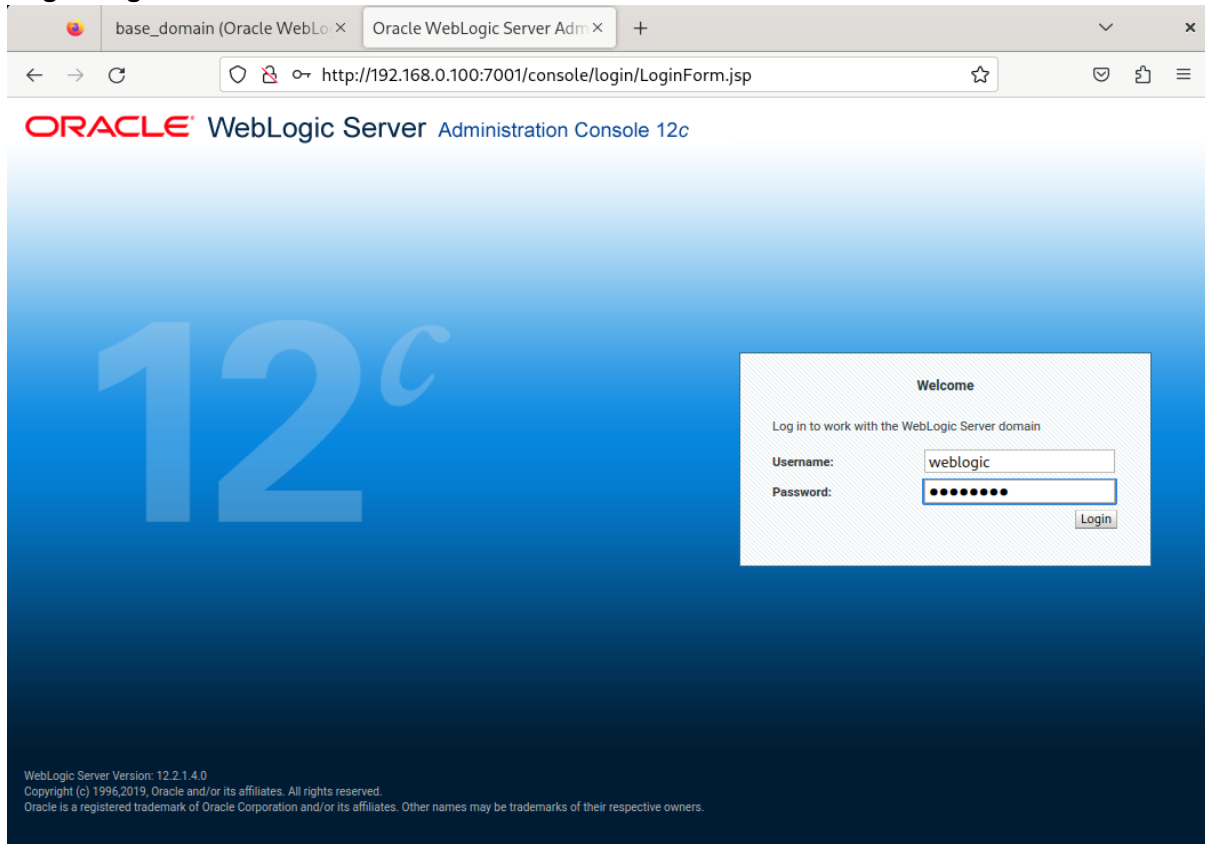 base_domain (Oracle WebLo
Oracle WebLogic Server Adm
http://192.168.0.100:7001/console/login/LoginForm.jsp
ORACLE WebLogic Server Administration Console 12c
12c
Welcome
Log in to work with the WebLogic Server domain
Username: weblogic
Password: ●●●●●●●●
Login
WebLogic Server Version: 12.2.1.4.0
Copyright (c) 1996,2019, Oracle and/or its affiliates. All rights reserved.
Oracle is a registered trademark of Oracle Corporation and/or its affiliates. Other names may be trademarks of their respective owners.